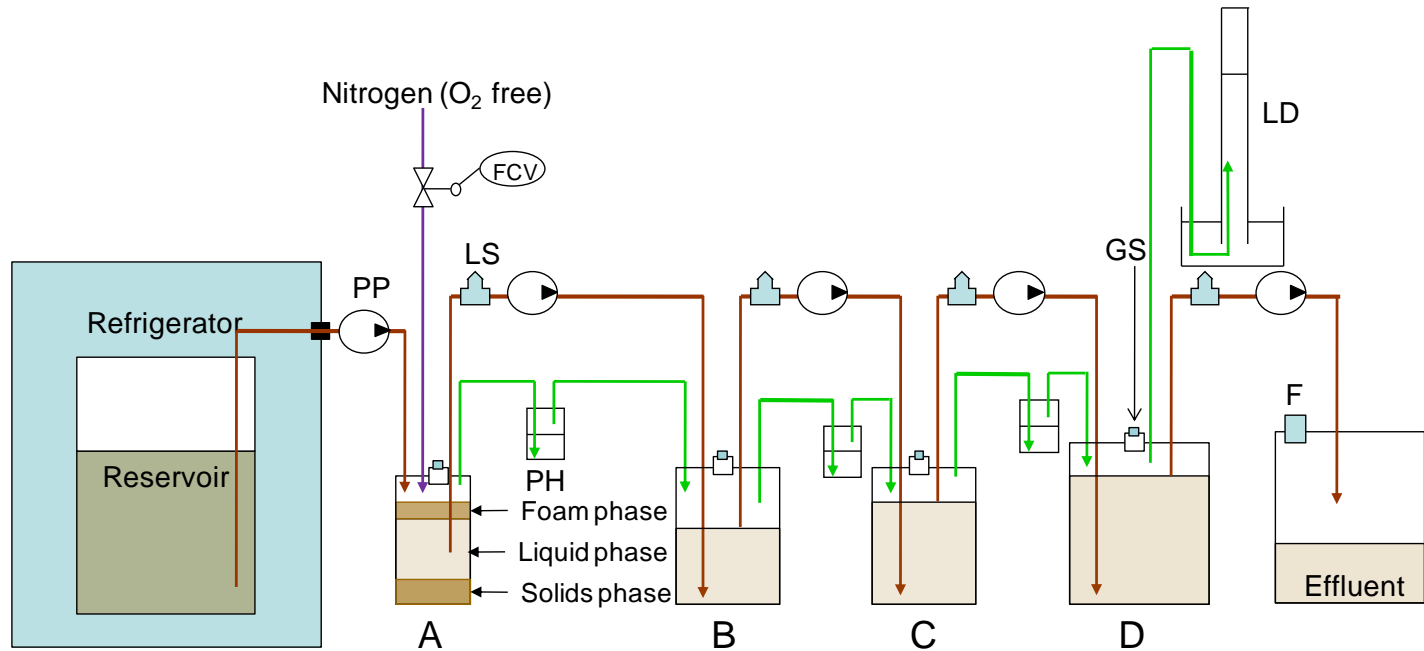 Nitrogen (O₂ free)
FCV
LD
LS
GS
PP
Refrigerator
F
Reservoir
PH
Foam phase
Liquid phase
Solids phase
Effluent
A
B
C
D